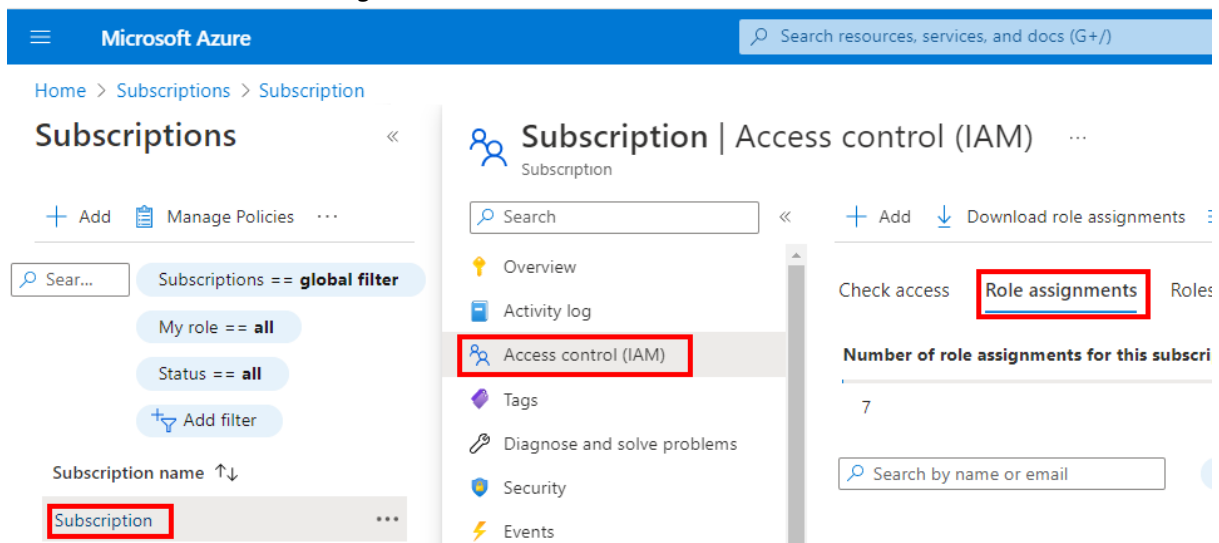 Microsoft Azure
Search resources, services, and docs (G+/)
Home > Subscriptions > Subscription
Subscriptions «
+ Add Manage Policies ···
Sear...
Subscriptions == global filter
My role == all
Status == all
Add filter
Subscription name ↑↓
Subscription ···
Subscription | Access control (IAM) ···
Subscription
Search «
Overview
Activity log
Access control (IAM)
Tags
Diagnose and solve problems
Security
Events
+ Add Download role assignments
Check access Role assignments Roles
Number of role assignments for this subscri
7
Search by name or email